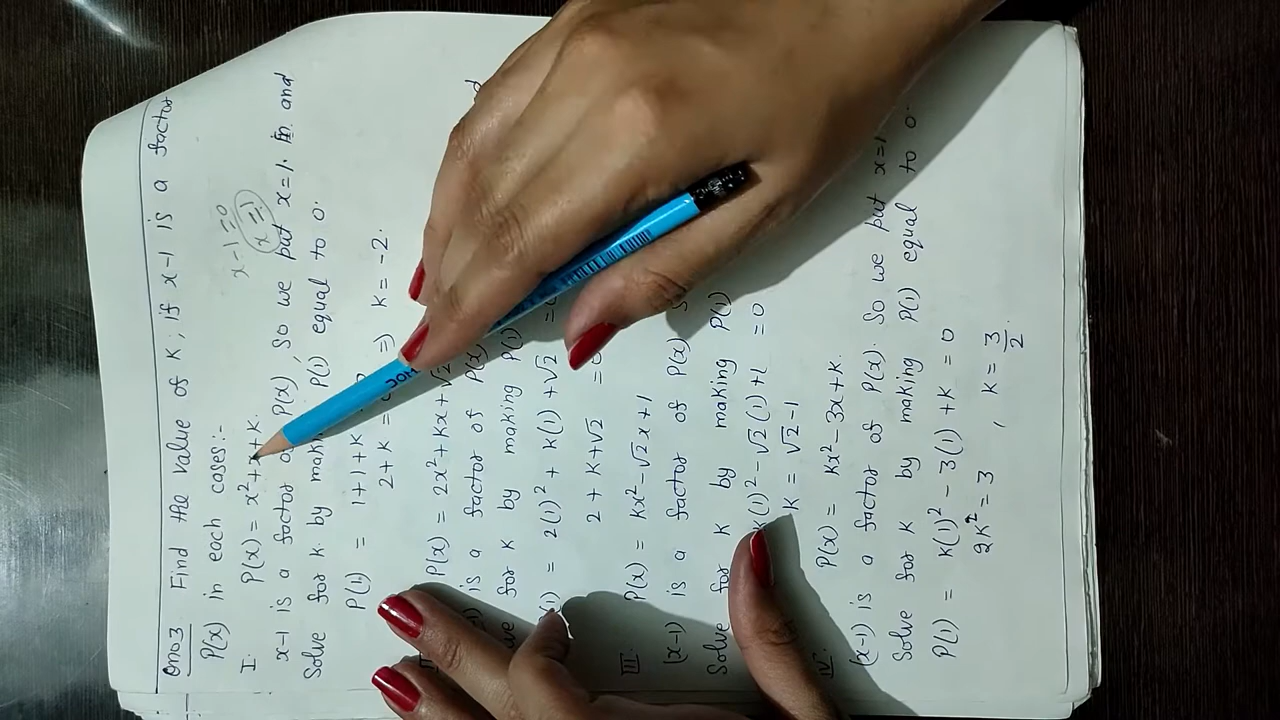 Qno3 Find the value of K, if x-1 is a factor
P(x) in each cases:-
x-1=0
x=1
I. P(x) = x²+x+K.
x-1 is a factor of P(x), So we put x=1. and
Solve for k by making P(1) equal to 0.
P(1) = 1+1+K
2+K = ⇒ K = -2.
P(x) = 2x²+Kx+√2
is a factor of P(x)
for K by making P(1)
= 2(1)² + K(1) +√2
2 + K+√2 =0
III. P(x) = Kx²-√2x+1
(x-1) is a factor of P(x)
Solve for K by making P(1)
K(1)²-√2(1)+1 =0
K = √2-1
IV. P(x) = Kx²-3x+K.
(x-1) is a factor of P(x). So we put x=1
Solve for K by making P(1) equal to 0.
P(1) = K(1)² - 3(1) +K = 0
2K²=3 , K = 3/2
DOMS